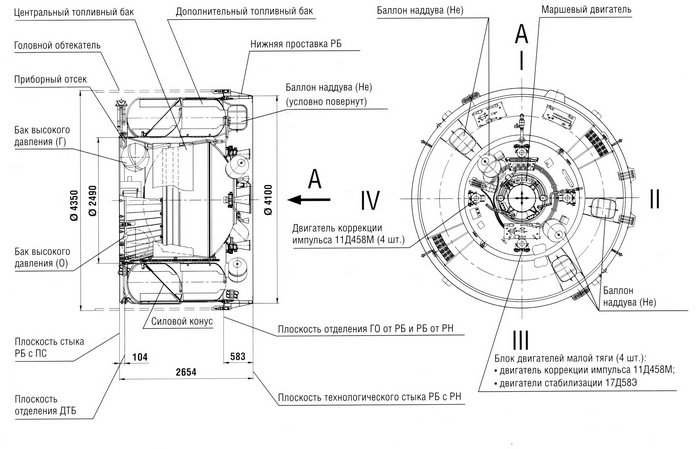 Центральный топливный бак
Дополнительный топливный бак
Головной обтекатель
Нижняя проставка РБ
Приборный отсек
Баллон наддува (He)
(условно повернут)
Бак высокого
давления (Г)
Бак высокого
давления (О)
Ø 4350
Ø 2490
Ø 4100
А
Силовой конус
Плоскость отделения ГО от РБ и РБ от РН
Плоскость стыка
РБ с ПС
104
583
2654
Плоскость
отделения ДТБ
Плоскость технологического стыка РБ с РН
Баллон наддува (He)
Маршевый двигатель
А
I
IV
II
III
Двигатель коррекции
импульса 11Д458М (4 шт.)
Баллон
наддува (He)
Блок двигателей малой тяги (4 шт.):
• двигатель коррекции импульса 11Д458М;
• двигатели стабилизации 17Д58Э